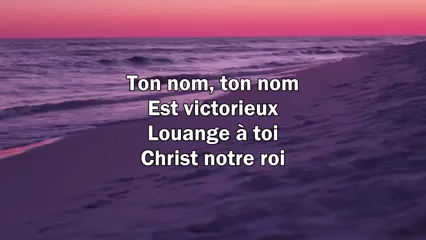 Ton nom, ton nom
Est victorieux
Louange à toi
Christ notre roi